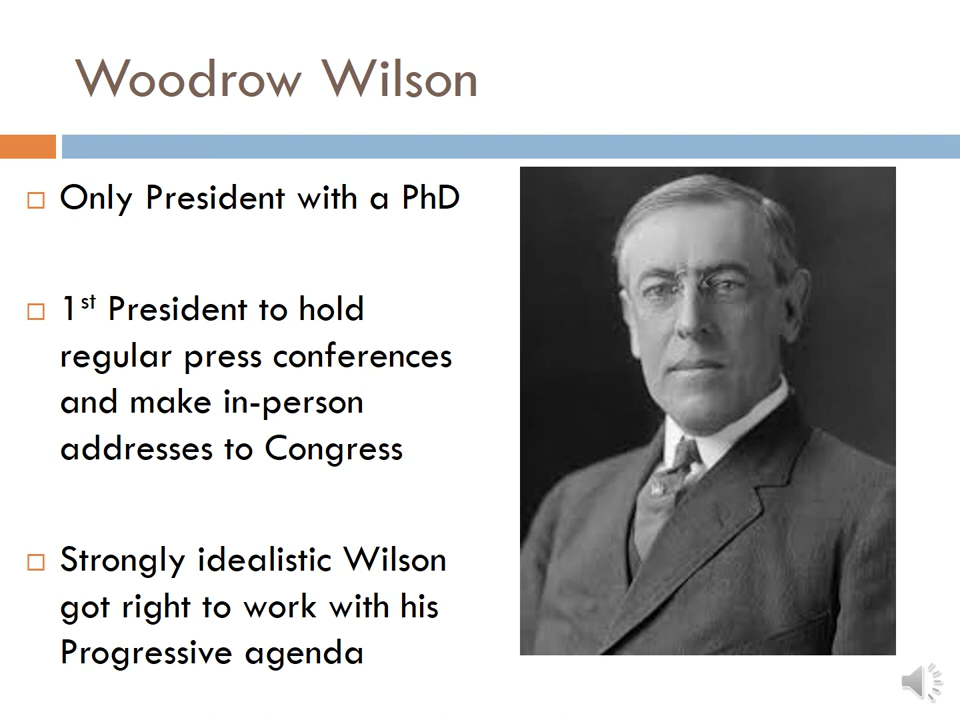 Woodrow Wilson
Only President with a PhD
1st President to hold
regular press conferences
and make in-person
addresses to Congress
Strongly idealistic Wilson
got right to work with his
Progressive agenda